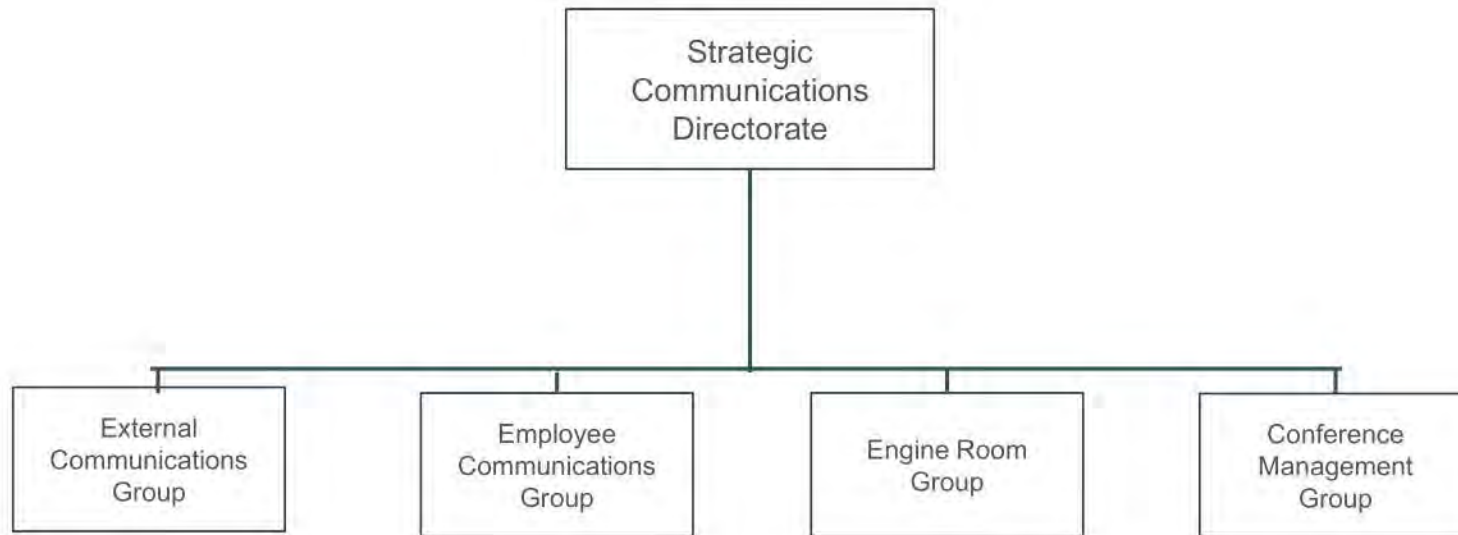 Strategic
Communications
Directorate
External
Communications
Group
Employee
Communications
Group
Engine Room
Group
Conference
Management
Group